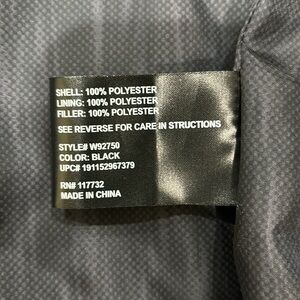 SHELL: 100% POLYESTER
LINING: 100% POLYESTER
FILLER: 100% POLYESTER
SEE REVERSE FOR CARE IN STRUCTIONS
STYLE# W92750
COLOR: BLACK
UPC# 191152967379
RN# 117732
MADE IN CHINA